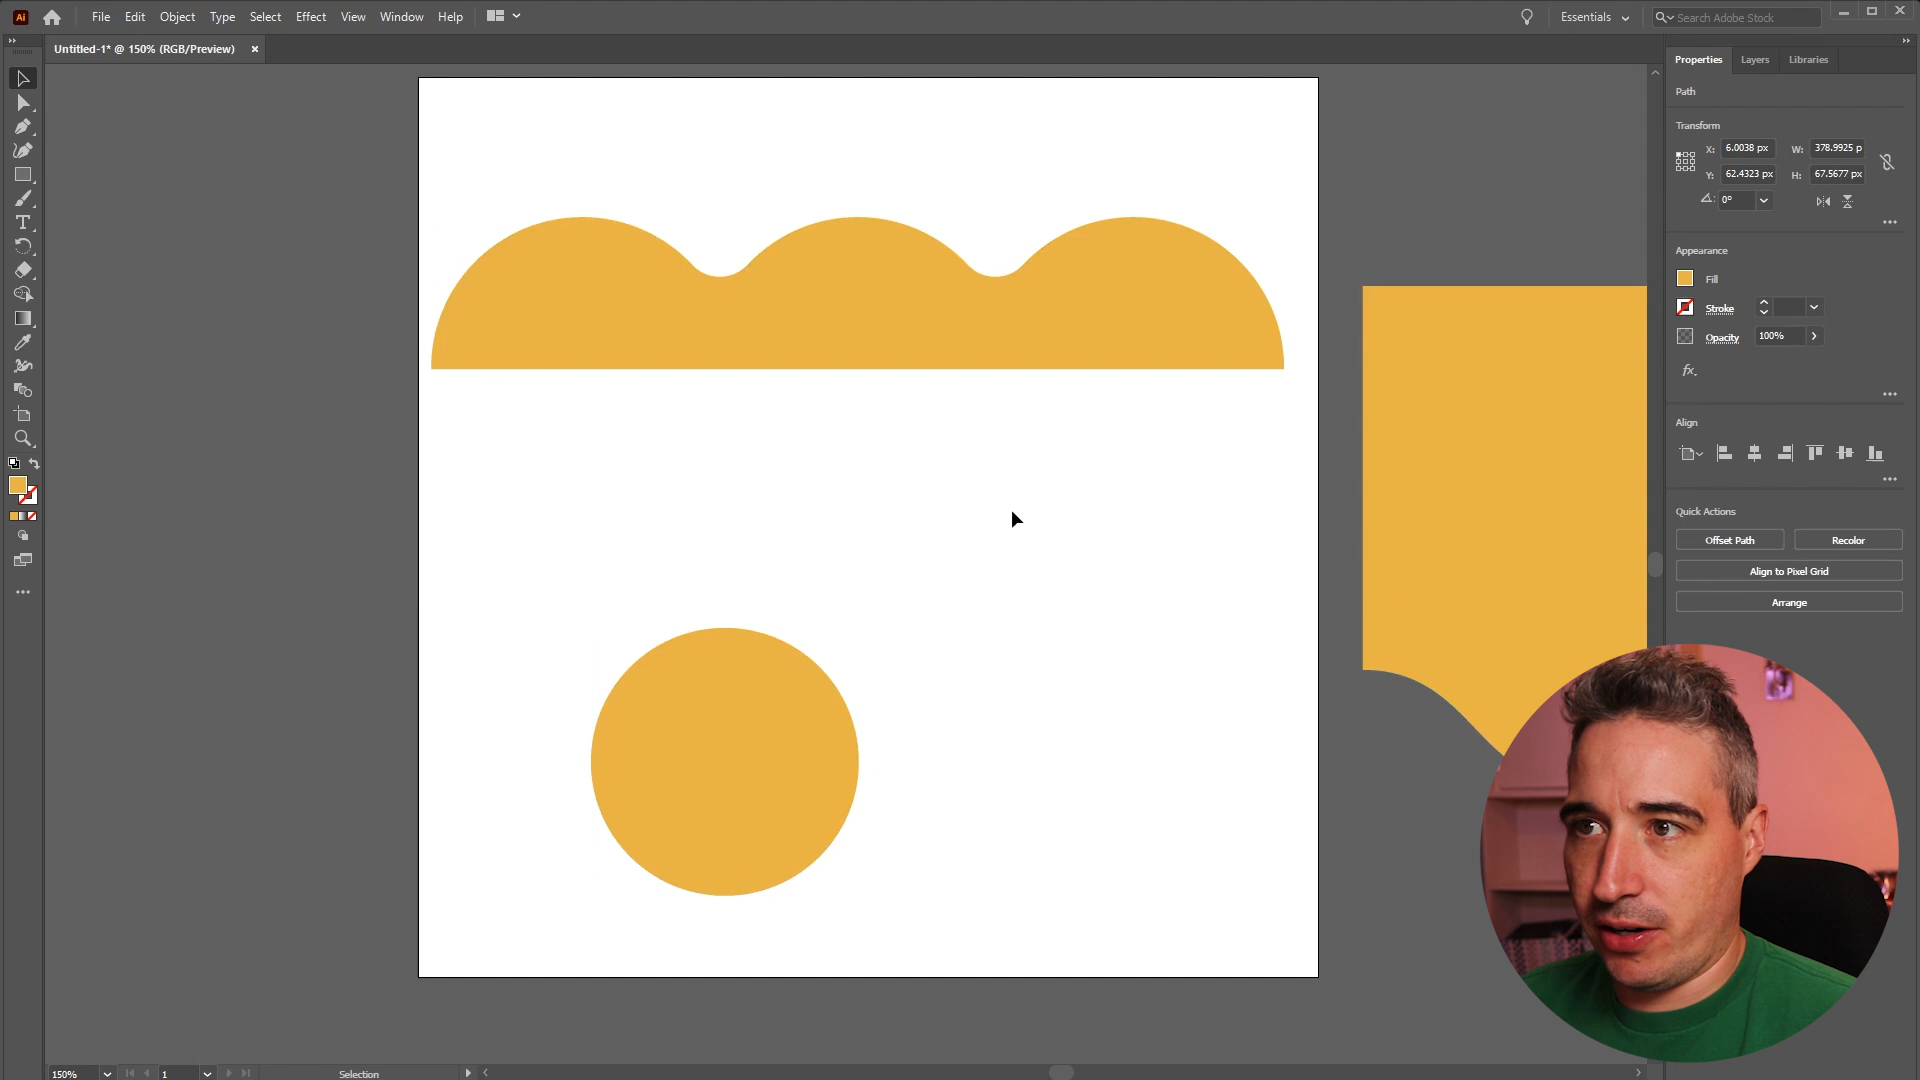 Ai File Edit Object Type Select Effect View Window Help Essentials Search Adobe Stock
Untitled-1* @ 150% (RGB/Preview) ×
Properties Layers Libraries
Path
Transform
X: 6.0038 px W: 378.9925 p
Y: 62.4323 px H: 67.5677 px
0°
Appearance
Fill
Stroke
Opacity 100%
fx.
Align
Quick Actions
Offset Path Recolor
Align to Pixel Grid
Arrange
150% 1 Selection